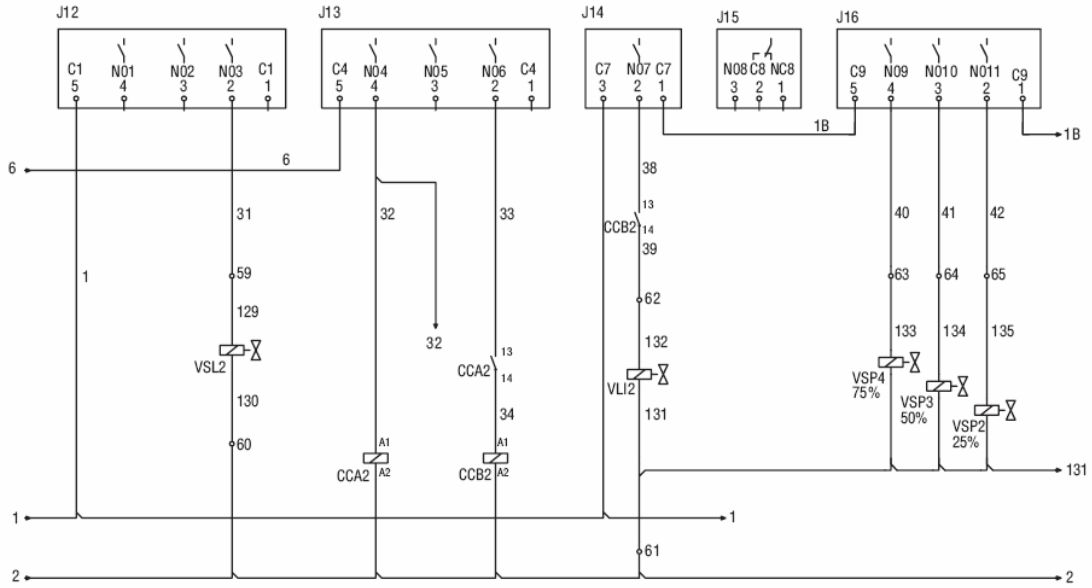 J12 J13 J14 J15 J16
C1 N01 N02 N03 C1 C4 N04 N05 N06 C4 C7 N07 C7 N08 C8 NC8 C9 N09 N010 N011 C9
5 4 3 2 1 5 4 3 2 1 3 2 1 3 2 1 5 4 3 2 1
1B 1B
6 6 38
13
31 32 33 CCB2 40 41 42
14
39
1 59 63 64 65
62
129 132 133 134 135
32
13
VSL2 CCA2 VSP4
75%
14
VLI2 VSP3
50%
130 34 131 VSP2
25%
60 A1 A1
CCA2 A2 CCB2 A2 131
1 1
61
2 2